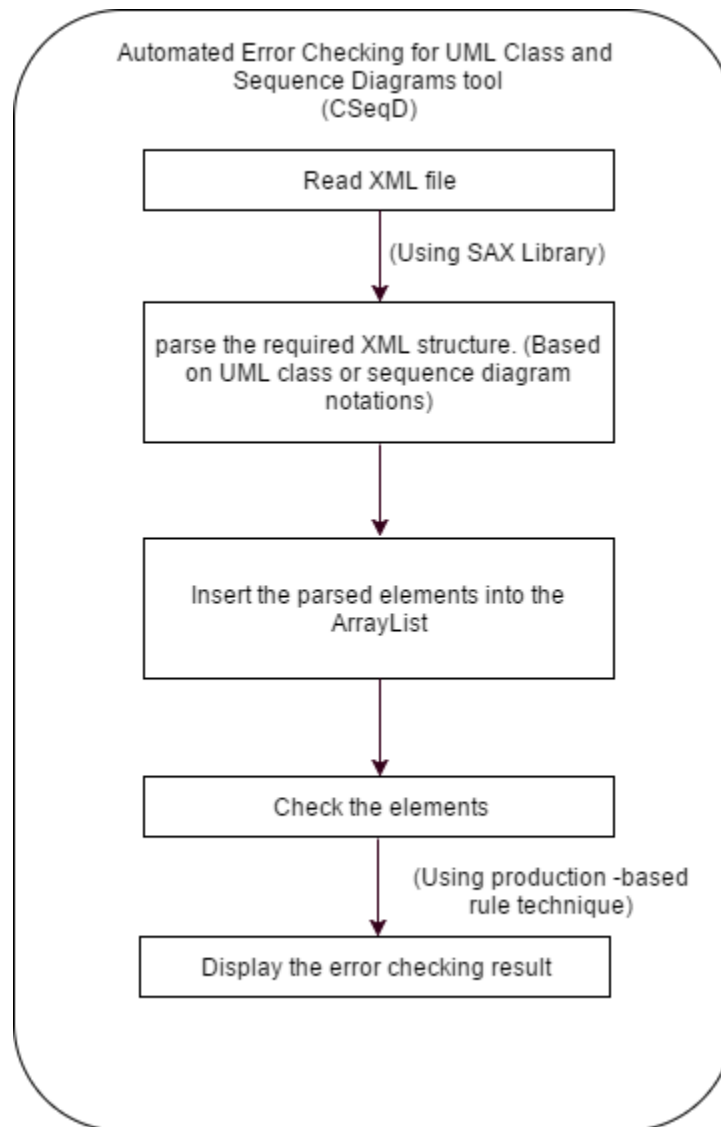 Automated Error Checking for UML Class and
Sequence Diagrams tool
(CSeqD)
Read XML file
(Using SAX Library)
parse the required XML structure. (Based
on UML class or sequence diagram
notations)
Insert the parsed elements into the
ArrayList
Check the elements
(Using production -based
rule technique)
Display the error checking result